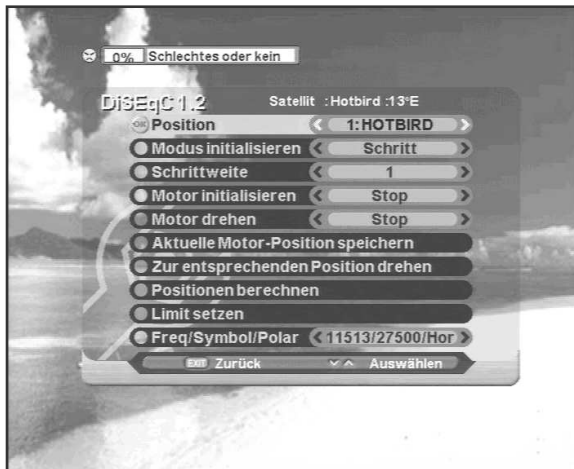 0% Schlechtes oder kein
DiSEqC 1.2 Satellit :Hotbird :13°E
OK Position 1:HOTBIRD
Modus initialisieren Schritt
Schrittweite 1
Motor initialisieren Stop
Motor drehen Stop
Aktuelle Motor-Position speichern
Zur entsprechenden Position drehen
Positionen berechnen
Limit setzen
Freq/Symbol/Polar 11513/27500/Hor
EXIT Zurück Auswählen